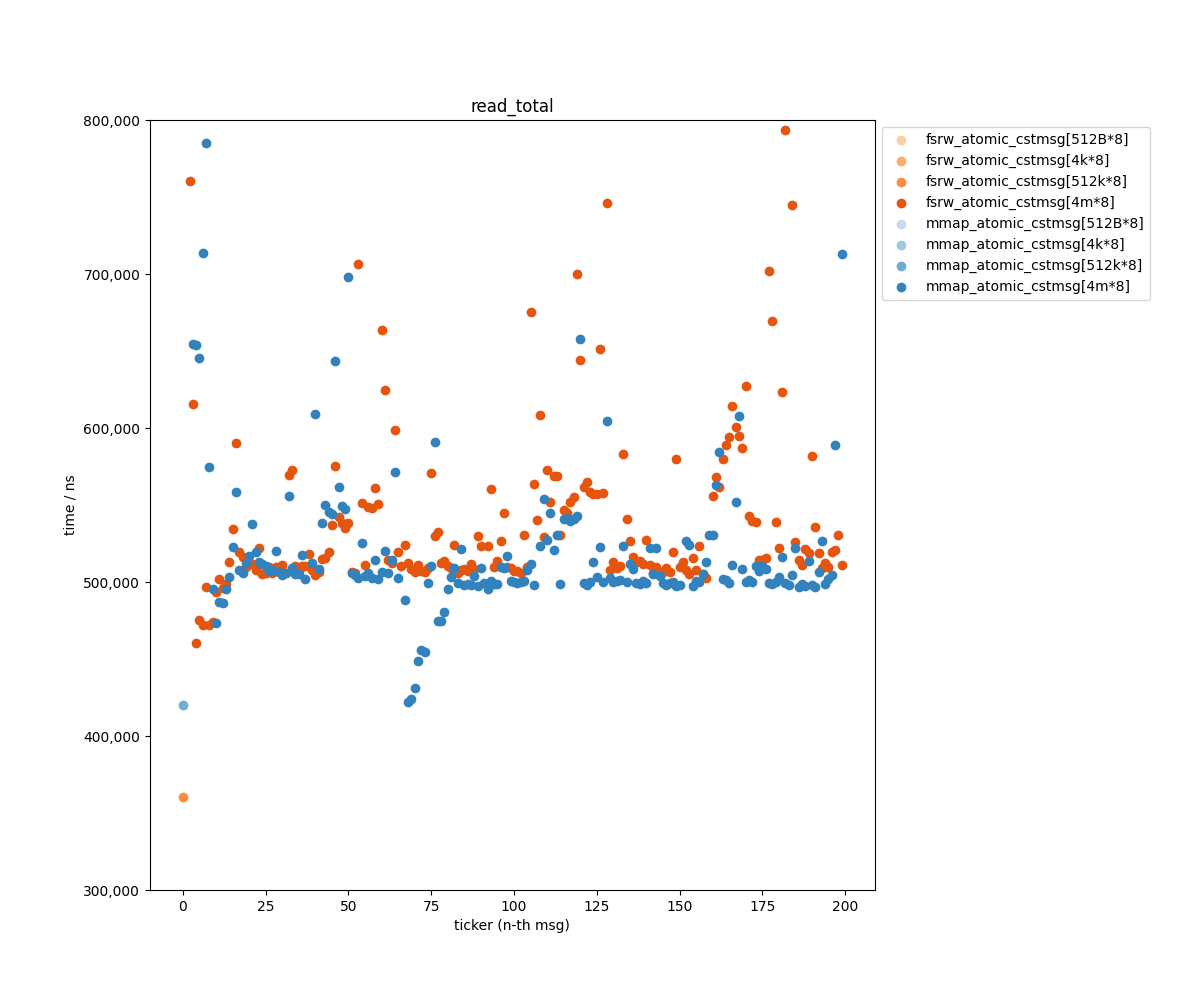 read_total
800,000
700,000
600,000
500,000
400,000
300,000
time / ns
0 25 50 75 100 125 150 175 200
ticker (n-th msg)
fsrw_atomic_cstmsg[512B*8]
fsrw_atomic_cstmsg[4k*8]
fsrw_atomic_cstmsg[512k*8]
fsrw_atomic_cstmsg[4m*8]
mmap_atomic_cstmsg[512B*8]
mmap_atomic_cstmsg[4k*8]
mmap_atomic_cstmsg[512k*8]
mmap_atomic_cstmsg[4m*8]